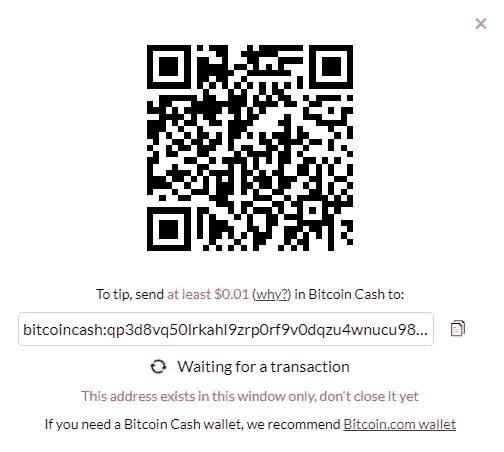 To tip, send at least $0.01 (why?) in Bitcoin Cash to:
bitcoincash:qp3d8vq50lrkahl9zrp0rf9v0dqzu4wnucu98...
Waiting for a transaction
This address exists in this window only, don't close it yet
If you need a Bitcoin Cash wallet, we recommend Bitcoin.com wallet